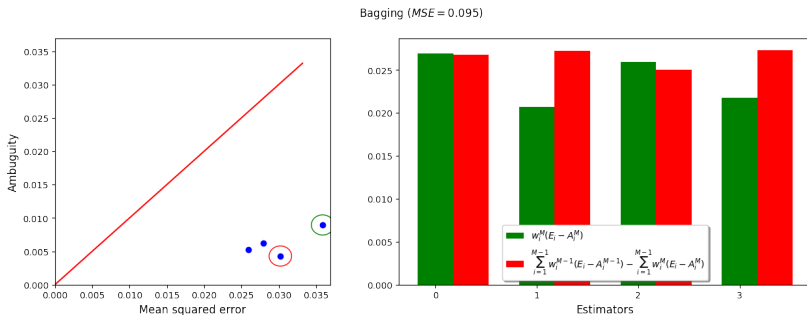 Bagging (MSE = 0.095)
Ambuguity
0.035
0.030
0.025
0.020
0.015
0.010
0.005
0.000
0.000 0.005 0.010 0.015 0.020 0.025 0.030 0.035
Mean squared error
0.025
0.020
0.015
0.010
0.005
0.000
w_i^M(E_i − A_i^M)
∑_{i=1}^{M−1} w_i^{M−1}(E_i − A_i^{M−1}) − ∑_{i=1}^{M−1} w_i^M(E_i − A_i^M)
0 1 2 3
Estimators